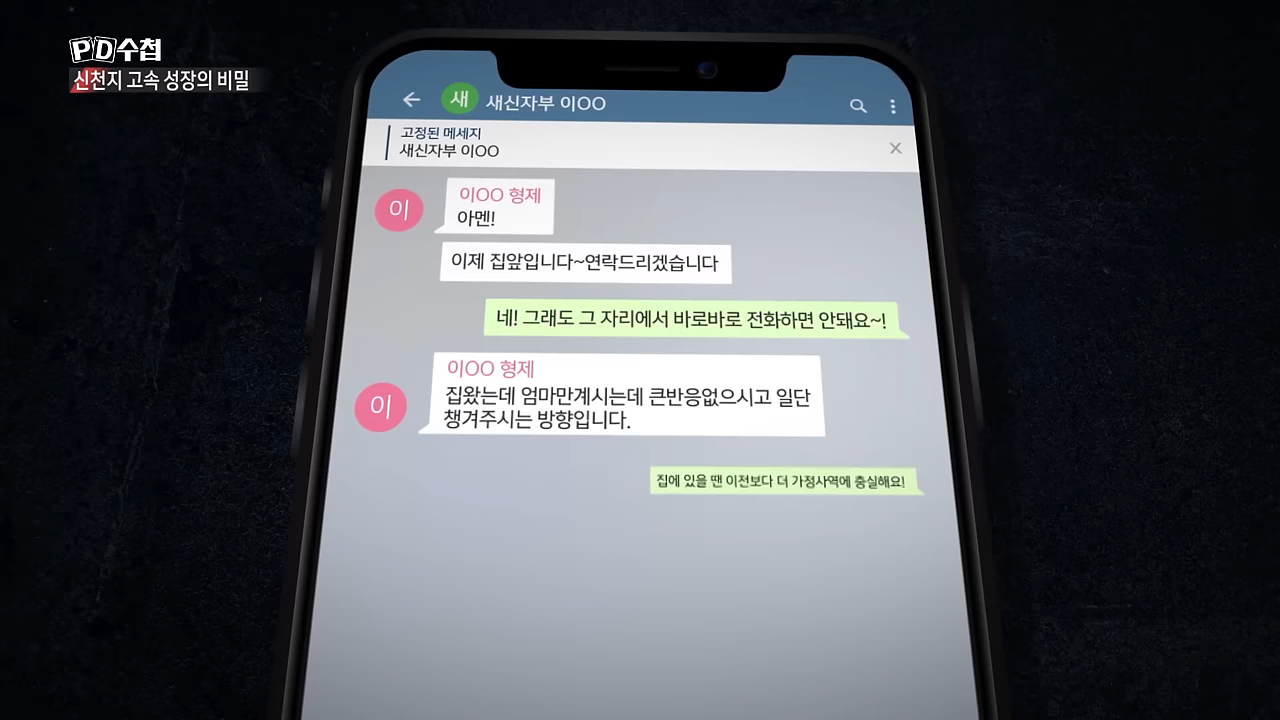 PD수첩
신천지 고속 성장의 비밀
새 새신자부 이OO
고정된 메세지
새신자부 이OO
이OO 형제
이 아멘!
이제 집앞입니다~연락드리겠습니다
네! 그래도 그 자리에서 바로바로 전화하면 안돼요~!
이OO 형제
이 집왔는데 엄마만계시는데 큰반응없으시고 일단
챙겨주시는 방향입니다.
집에 있을 땐 이전보다 더 가정사역에 충실해요!